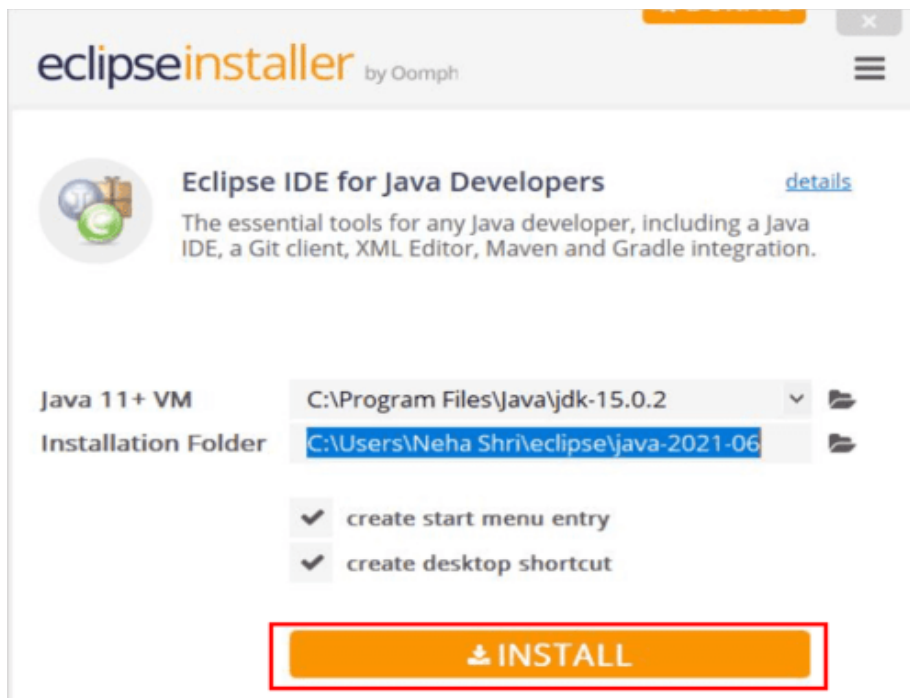 eclipseinstaller by Oomph
Eclipse IDE for Java Developers
details
The essential tools for any Java developer, including a Java
IDE, a Git client, XML Editor, Maven and Gradle integration.
Java 11+ VM
C:\Program Files\Java\jdk-15.0.2
Installation Folder
C:\Users\Neha Shri\eclipse\java-2021-06
create start menu entry
create desktop shortcut
INSTALL